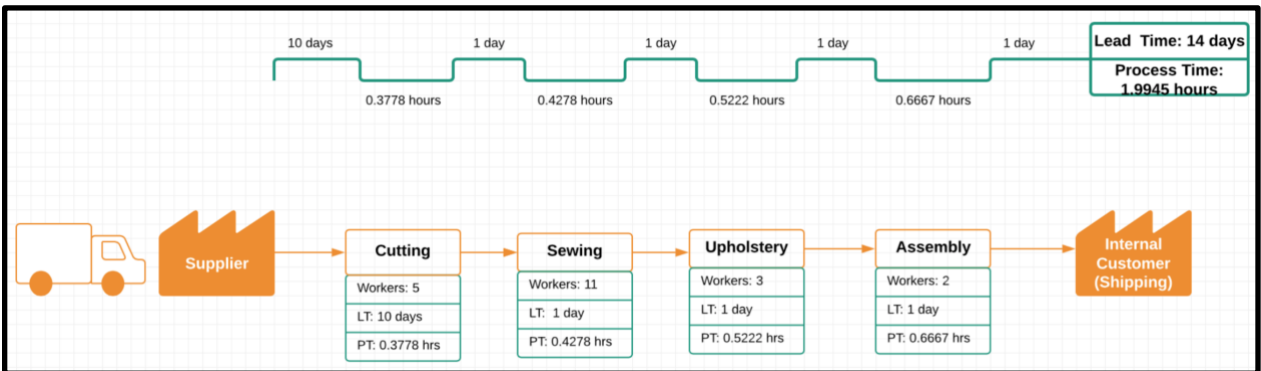 10 days
1 day
1 day
1 day
1 day
Lead Time: 14 days
Process Time:
1.9945 hours
0.3778 hours
0.4278 hours
0.5222 hours
0.6667 hours
Supplier
Cutting
Workers: 5
LT: 10 days
PT: 0.3778 hrs
Sewing
Workers: 11
LT: 1 day
PT: 0.4278 hrs
Upholstery
Workers: 3
LT: 1 day
PT: 0.5222 hrs
Assembly
Workers: 2
LT: 1 day
PT: 0.6667 hrs
Internal
Customer
(Shipping)